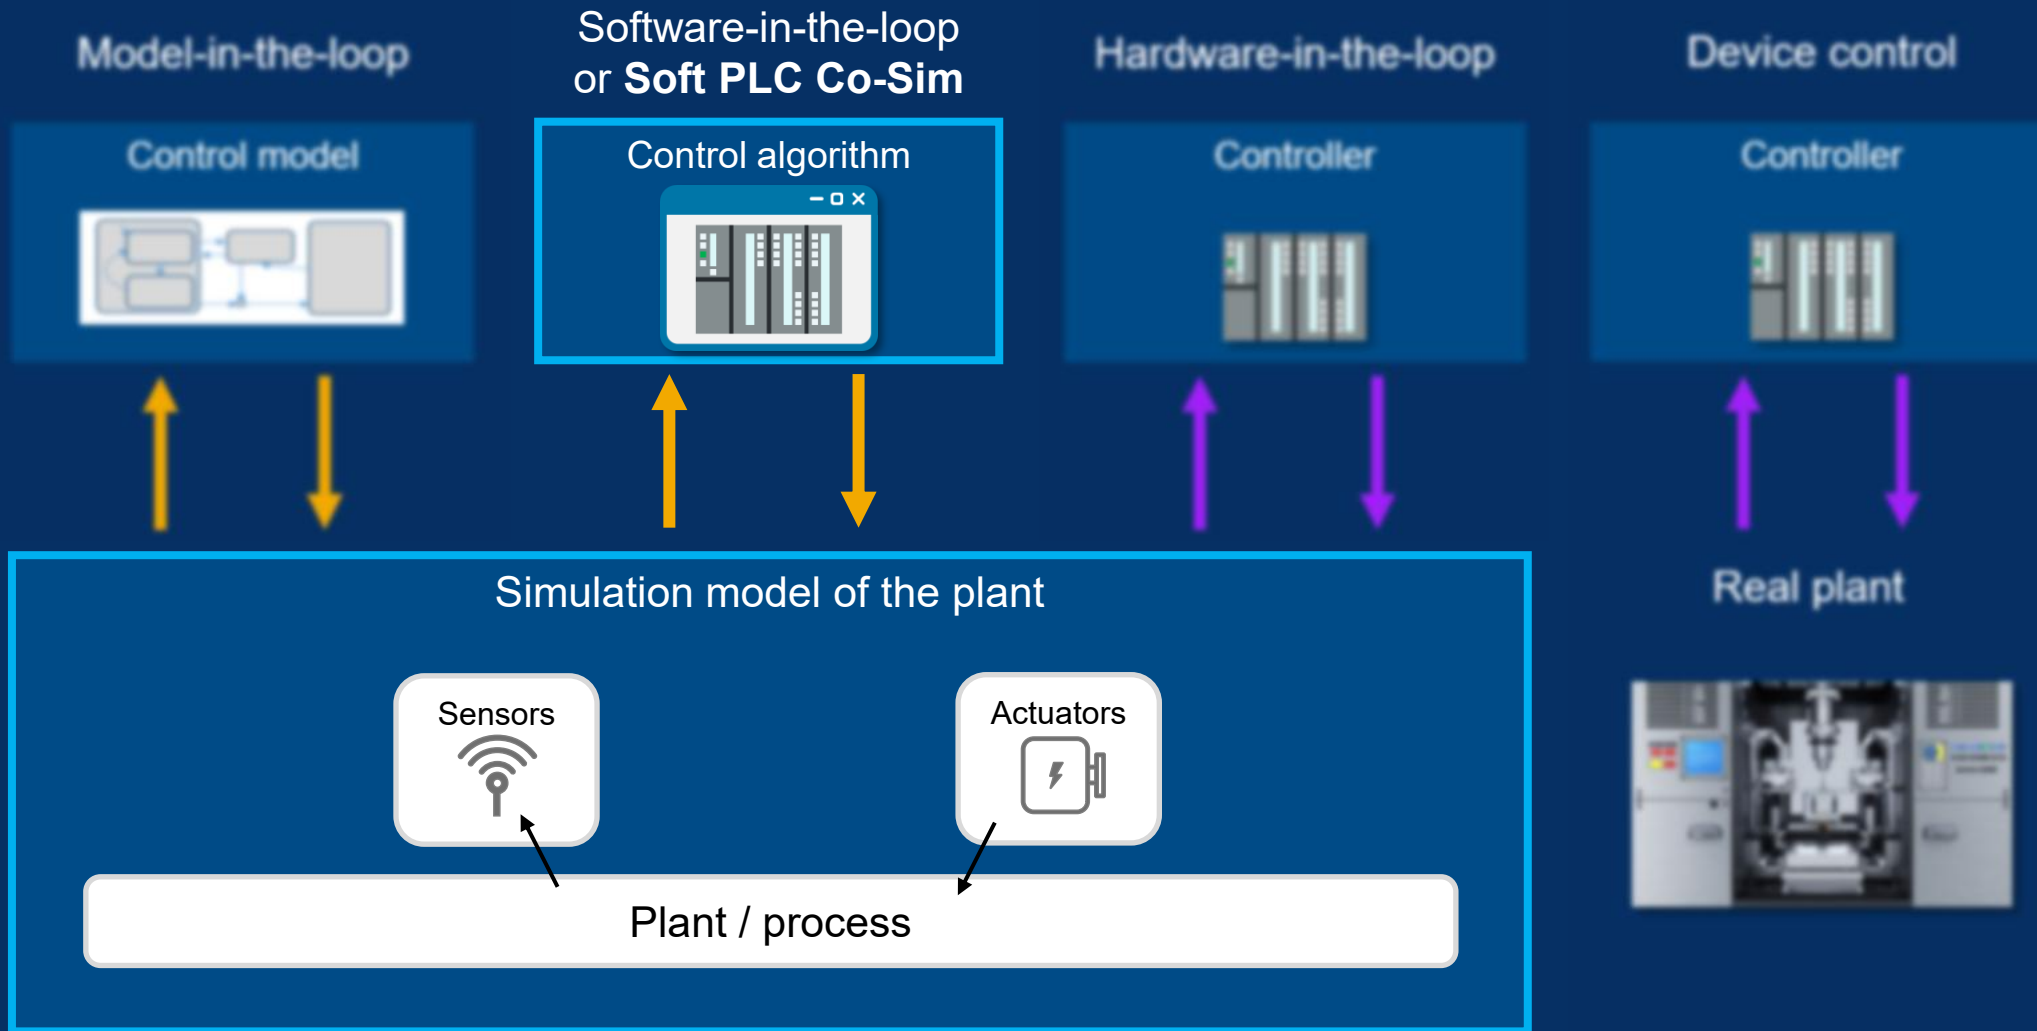 Model-in-the-loop
Software-in-the-loop
or Soft PLC Co-Sim
Hardware-in-the-loop
Device control
Control model
Control algorithm
Controller
Controller
Simulation model of the plant
Real plant
Sensors
Actuators
Plant / process